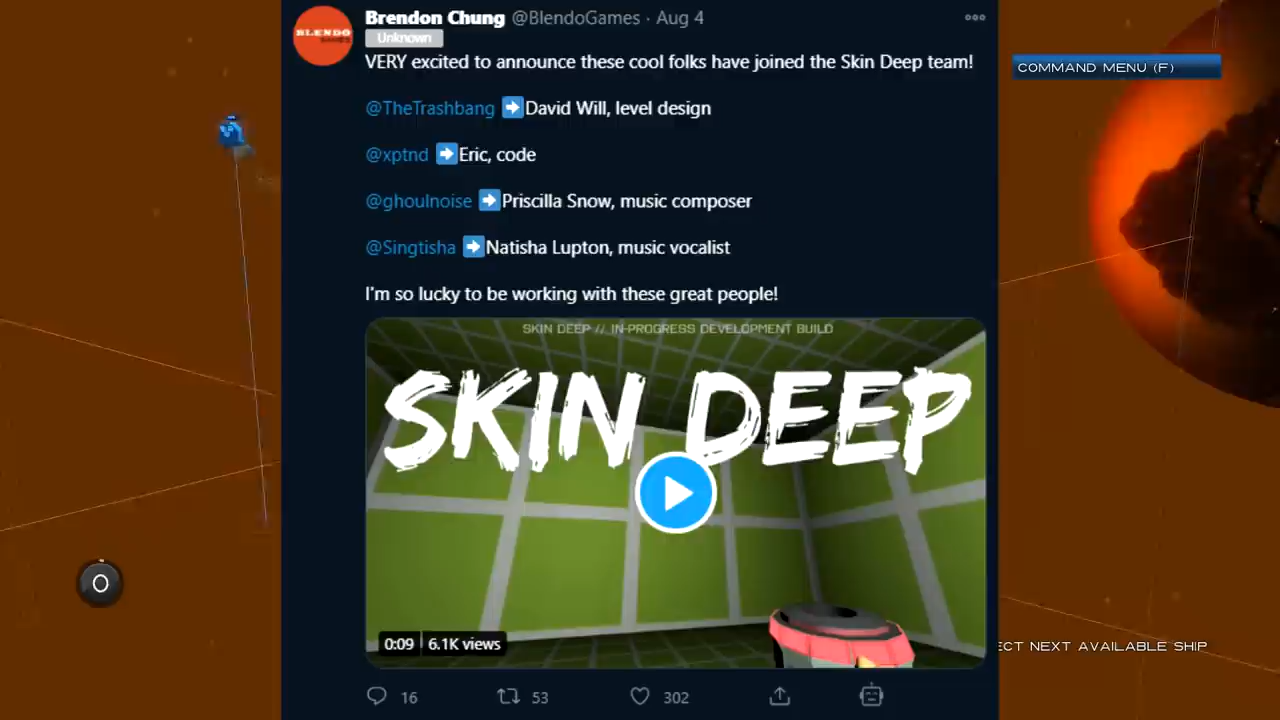 BLENDO
GAMES
Brendon Chung @BlendoGames · Aug 4
Unknown
VERY excited to announce these cool folks have joined the Skin Deep team!
@TheTrashbang ➡David Will, level design
@xptnd ➡Eric, code
@ghoulnoise ➡Priscilla Snow, music composer
@Singtisha ➡Natisha Lupton, music vocalist
I'm so lucky to be working with these great people!
SKIN DEEP // IN-PROGRESS DEVELOPMENT BUILD
SKIN DEEP
0:09 6.1K views
16 53 302
COMMAND MENU (F)
O
ECT NEXT AVAILABLE SHIP